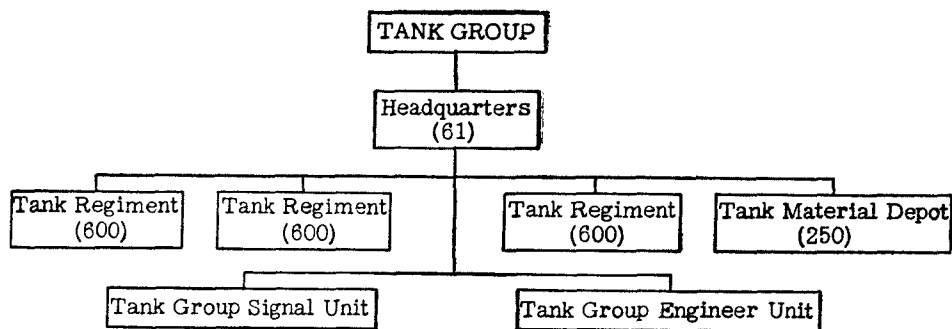 TANK GROUP
Headquarters
(61)
Tank Regiment
(600)
Tank Regiment
(600)
Tank Regiment
(600)
Tank Material Depot
(250)
Tank Group Signal Unit
Tank Group Engineer Unit